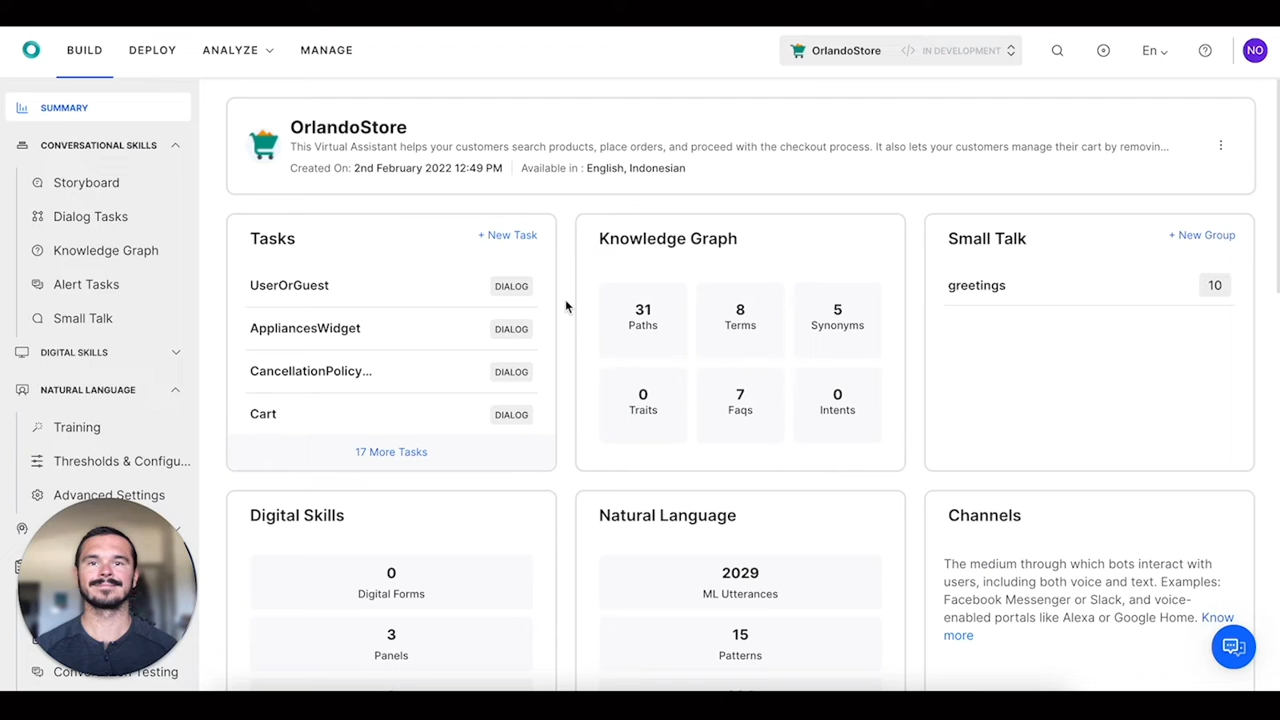 BUILD
DEPLOY
ANALYZE
MANAGE
OrlandoStore
</> IN DEVELOPMENT
En
NO
SUMMARY
CONVERSATIONAL SKILLS
Storyboard
Dialog Tasks
Knowledge Graph
Alert Tasks
Small Talk
DIGITAL SKILLS
NATURAL LANGUAGE
Training
Thresholds & Configu...
Advanced Settings
Testing
OrlandoStore
This Virtual Assistant helps your customers search products, place orders, and proceed with the checkout process. It also lets your customers manage their cart by removin...
Created On: 2nd February 2022 12:49 PM
Available in : English, Indonesian
Tasks
+ New Task
UserOrGuest
DIALOG
AppliancesWidget
DIALOG
CancellationPolicy...
DIALOG
Cart
DIALOG
17 More Tasks
Knowledge Graph
31
Paths
8
Terms
5
Synonyms
0
Traits
7
Faqs
0
Intents
Small Talk
+ New Group
greetings
10
Digital Skills
0
Digital Forms
3
Panels
Natural Language
2029
ML Utterances
15
Patterns
Channels
The medium through which bots interact with
users, including both voice and text. Examples:
Facebook Messenger or Slack, and voice-
enabled portals like Alexa or Google Home. Know
more